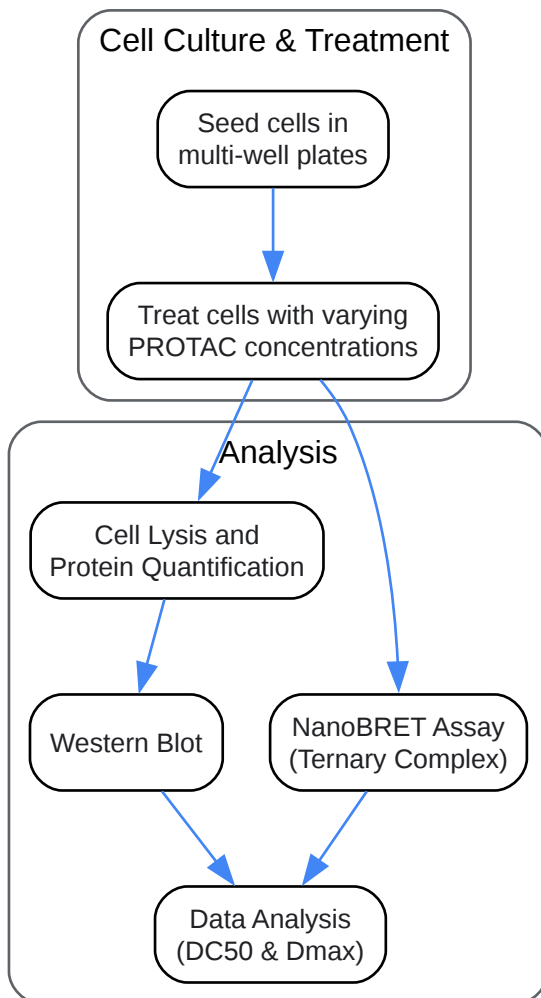 Cell Culture & Treatment
Seed cells in
multi-well plates
Treat cells with varying
PROTAC concentrations
Analysis
Cell Lysis and
Protein Quantification
Western Blot
NanoBRET Assay
(Ternary Complex)
Data Analysis
(DC50 & Dmax)